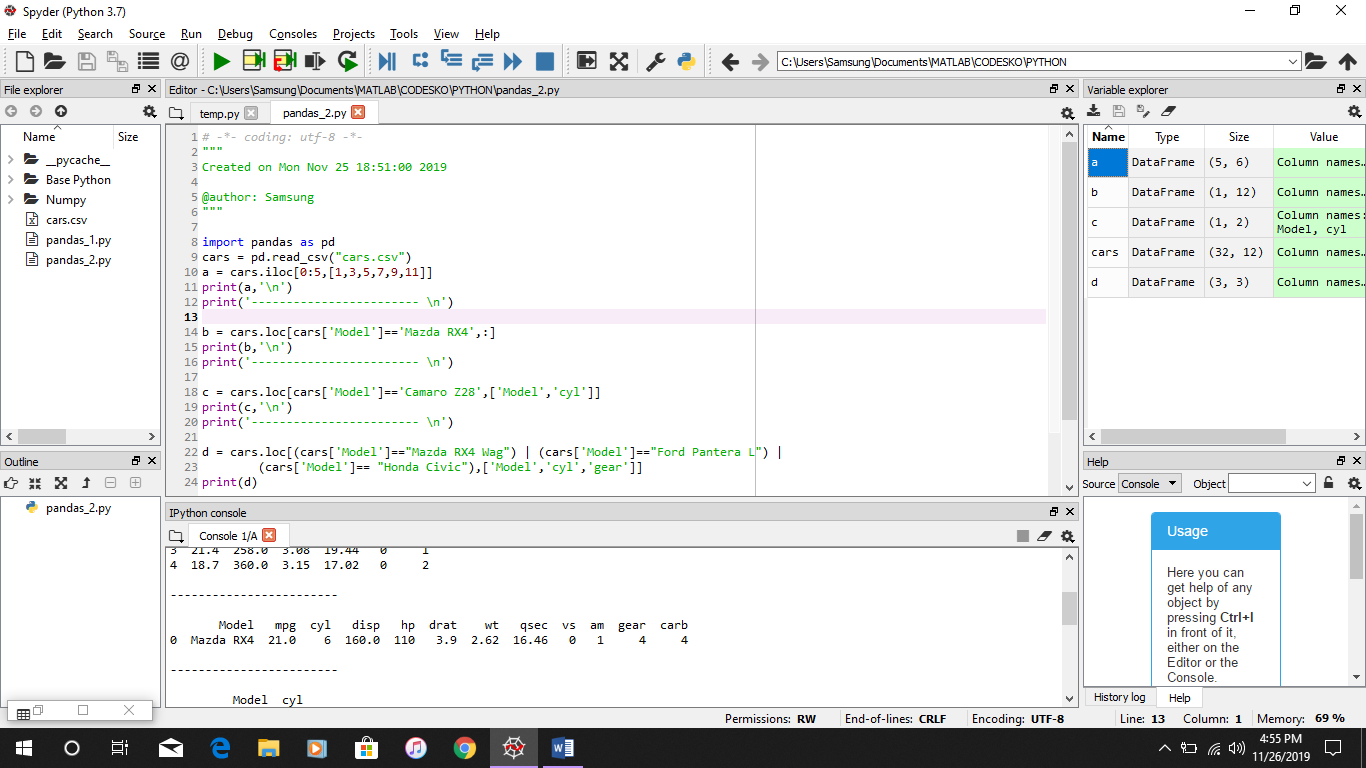 Spyder (Python 3.7)
File Edit Search Source Run Debug Consoles Projects Tools View Help
C:\Users\Samsung\Documents\MATLAB\CODESKO\PYTHON
File explorer
Name Size
__pycache__
Base Python
Numpy
cars.csv
pandas_1.py
pandas_2.py
Outline
pandas_2.py
Editor - C:\Users\Samsung\Documents\MATLAB\CODESKO\PYTHON\pandas_2.py
temp.py pandas_2.py
1 # -*- coding: utf-8 -*-
2 """
3 Created on Mon Nov 25 18:51:00 2019
4
5 @author: Samsung
6 """
7
8 import pandas as pd
9 cars = pd.read_csv("cars.csv")
10 a = cars.iloc[0:5,[1,3,5,7,9,11]]
11 print(a,'\n')
12 print('------------------------ \n')
13
14 b = cars.loc[cars['Model']=='Mazda RX4',:]
15 print(b,'\n')
16 print('------------------------ \n')
17
18 c = cars.loc[cars['Model']=='Camaro Z28',['Model','cyl']]
19 print(c,'\n')
20 print('------------------------ \n')
21
22 d = cars.loc[(cars['Model']=="Mazda RX4 Wag") | (cars['Model']=="Ford Pantera L") |
23 (cars['Model']== "Honda Civic"),['Model','cyl','gear']]
24 print(d)
IPython console
Console 1/A
3 21.4 258.0 3.08 19.44 0 1
4 18.7 360.0 3.15 17.02 0 2
------------------------
Model mpg cyl disp hp drat wt qsec vs am gear carb
0 Mazda RX4 21.0 6 160.0 110 3.9 2.62 16.46 0 1 4 4
------------------------
Model cyl
Variable explorer
Name Type Size Value
a DataFrame (5, 6) Column names…
b DataFrame (1, 12) Column names…
c DataFrame (1, 2) Column names:
Model, cyl
cars DataFrame (32, 12) Column names…
d DataFrame (3, 3) Column names…
Help
Source Console Object
Usage
Here you can
get help of any
object by
pressing Ctrl+I
in front of it,
either on the
Editor or the
Console.
History log Help
Permissions: RW End-of-lines: CRLF Encoding: UTF-8 Line: 13 Column: 1 Memory: 69 %
4:55 PM
11/26/2019